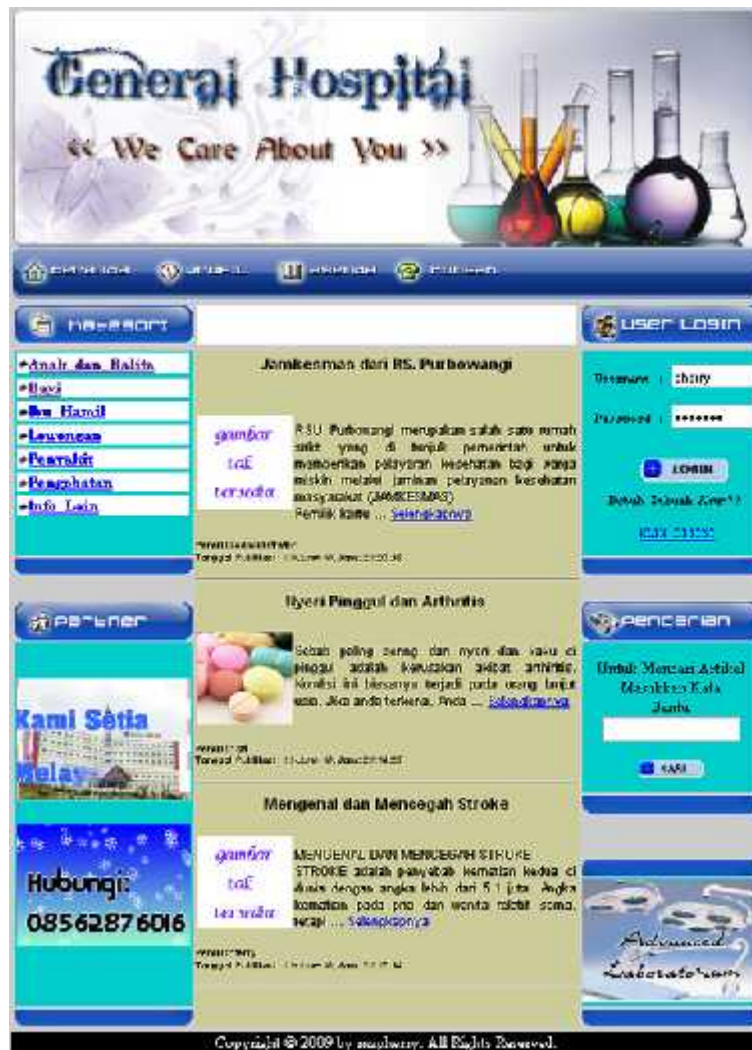 General Hospital
<< We Care About You >>
Kategori
User Login
Anak dan Balita
Bayi
Ibu Hamil
Lowongan
Penyakit
Pengobatan
Info Lain
Jamkesmas dari RS. Purbowangi
gambar
tak
tersedia
RSU Purbowangi merupakan salah satu rumah
sakit yang di tunjuk pemerintah untuk
memberikan pelayanan kesehatan bagi warga
miskin melalui jaminan pelayanan kesehatan
masyarakat (JAMKESMAS)
Pemilik kartu ... Selengkapnya
Username : cherry
Password : •••••••
LOGIN
Partner
Kami Setia
Melayani
Hubungi:
08562876016
Nyeri Pinggul dan Arthritis
Sebab paling sering dari nyeri dan kaku di
pinggul adalah kerusakan akibat arthritis.
Kondisi ini biasanya terjadi pada orang lanjut
usia. Jika anda terkena, Anda ... Selengkapnya
Mengenal dan Mencegah Stroke
gambar
tak
tersedia
MENGENAL DAN MENCEGAH STROKE
STROKE adalah penyebab kematian kedua di
dunia dengan angka lebih dari 5.1 juta. Angka
kematian pada pria dan wanita relatif sama,
tetapi ... Selengkapnya
Pencarian
Untuk Mencari Artikel
Masukkan Kata
Bantu
CARI
Advanced
Laboratorium
Copyright © 2009 by All Rights Reserved.